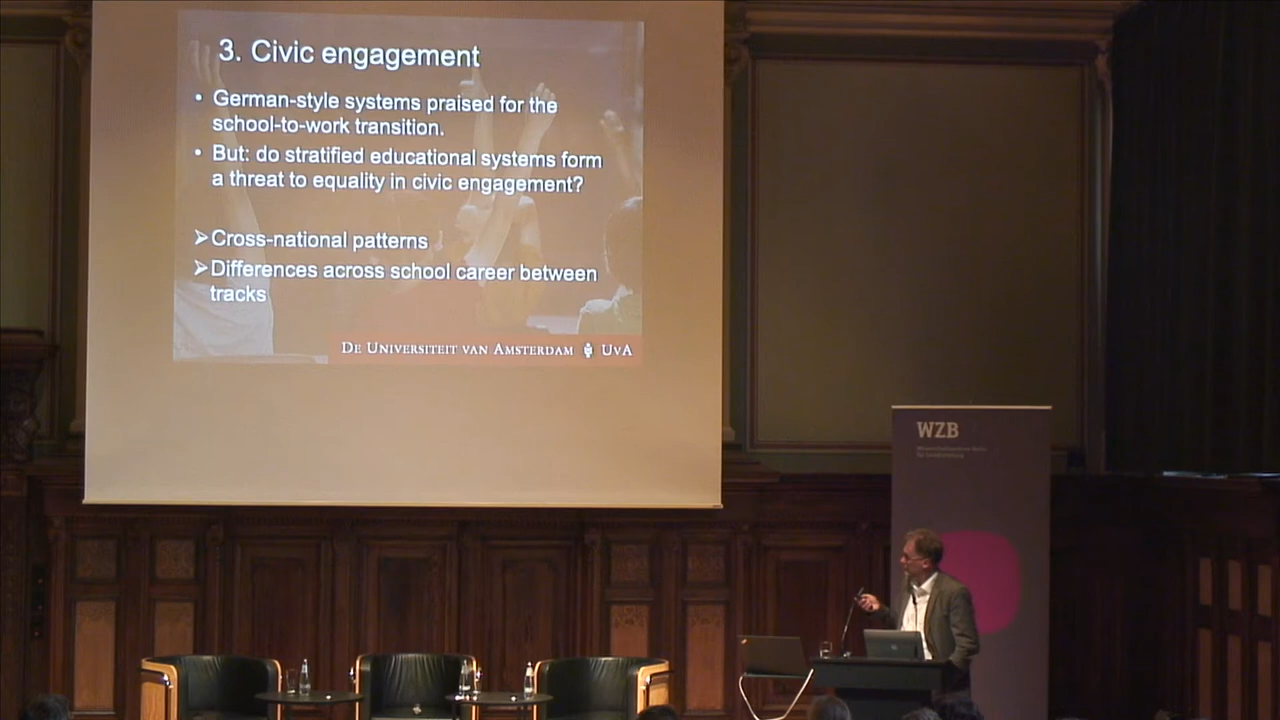 3. Civic engagement
• German-style systems praised for the
school-to-work transition.
• But: do stratified educational systems form
a threat to equality in civic engagement?
➢Cross-national patterns
➢Differences across school career between
tracks
De Universiteit van Amsterdam UvA
WZB